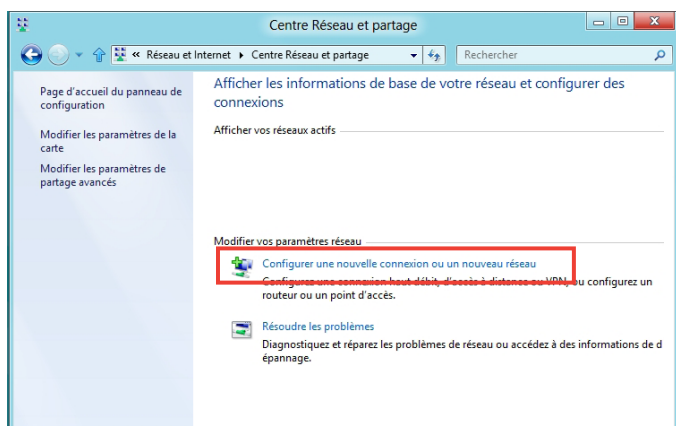 Centre Réseau et partage
« Réseau et Internet Centre Réseau et partage
Rechercher
Page d'accueil du panneau de
configuration
Modifier les paramètres de la
carte
Modifier les paramètres de
partage avancés
Afficher les informations de base de votre réseau et configurer des
connexions
Afficher vos réseaux actifs
Modifier vos paramètres réseau
Configurer une nouvelle connexion ou un nouveau réseau
Configurez une connexion haut débit, d'accès à distance ou VPN, ou configurez un
routeur ou un point d'accès.
Résoudre les problèmes
Diagnostiquez et réparez les problèmes de réseau ou accédez à des informations de d
épannage.